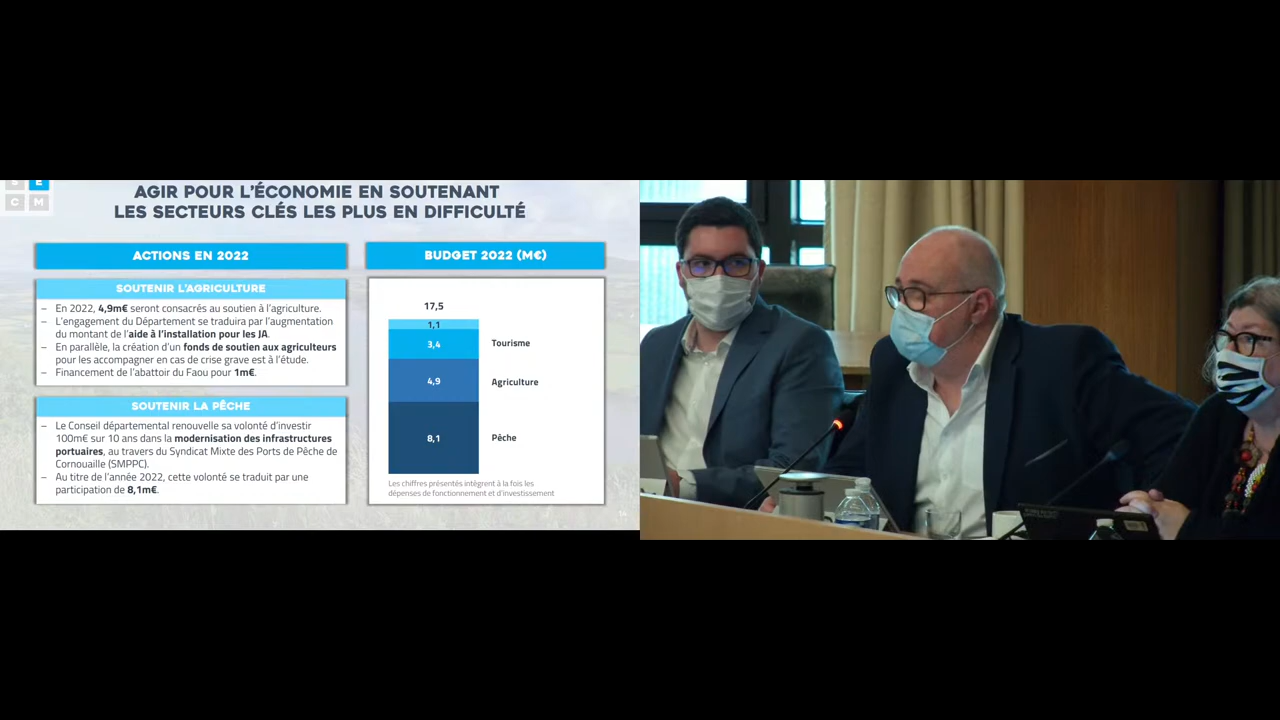 E
C M
AGIR POUR L'ÉCONOMIE EN SOUTENANT
LES SECTEURS CLÉS LES PLUS EN DIFFICULTÉ
ACTIONS EN 2022
SOUTENIR L'AGRICULTURE
– En 2022, 4,9m€ seront consacrés au soutien à l'agriculture.
– L'engagement du Département se traduira par l'augmentation
du montant de l'aide à l'installation pour les JA.
– En parallèle, la création d'un fonds de soutien aux agriculteurs
pour les accompagner en cas de crise grave est à l'étude.
– Financement de l'abattoir du Faou pour 1m€.
SOUTENIR LA PÊCHE
– Le Conseil départemental renouvelle sa volonté d'investir
100m€ sur 10 ans dans la modernisation des infrastructures
portuaires, au travers du Syndicat Mixte des Ports de Pêche de
Cornouaille (SMPPC).
– Au titre de l'année 2022, cette volonté se traduit par une
participation de 8,1m€.
BUDGET 2022 (M€)
17,5
1,1
3,4
Tourisme
4,9
Agriculture
8,1
Pêche
Les chiffres présentés intègrent à la fois les
dépenses de fonctionnement et d'investissement